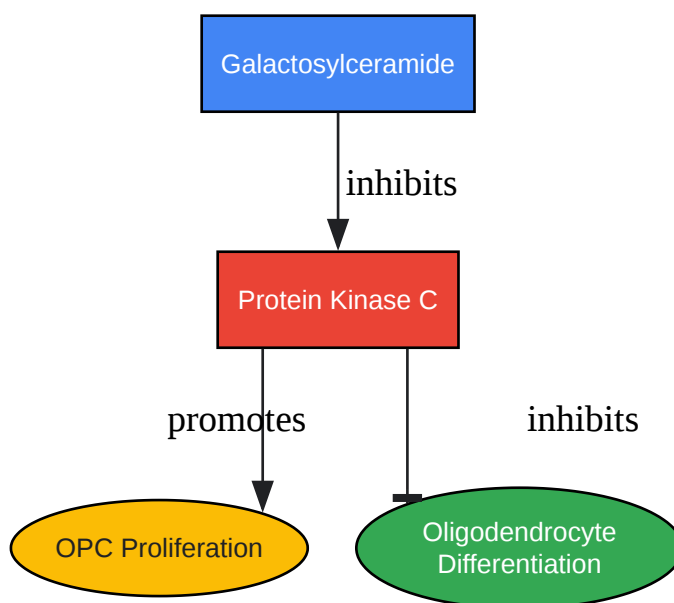 Galactosylceramide
inhibits
Protein Kinase C
promotes
inhibits
OPC Proliferation
Oligodendrocyte
Differentiation